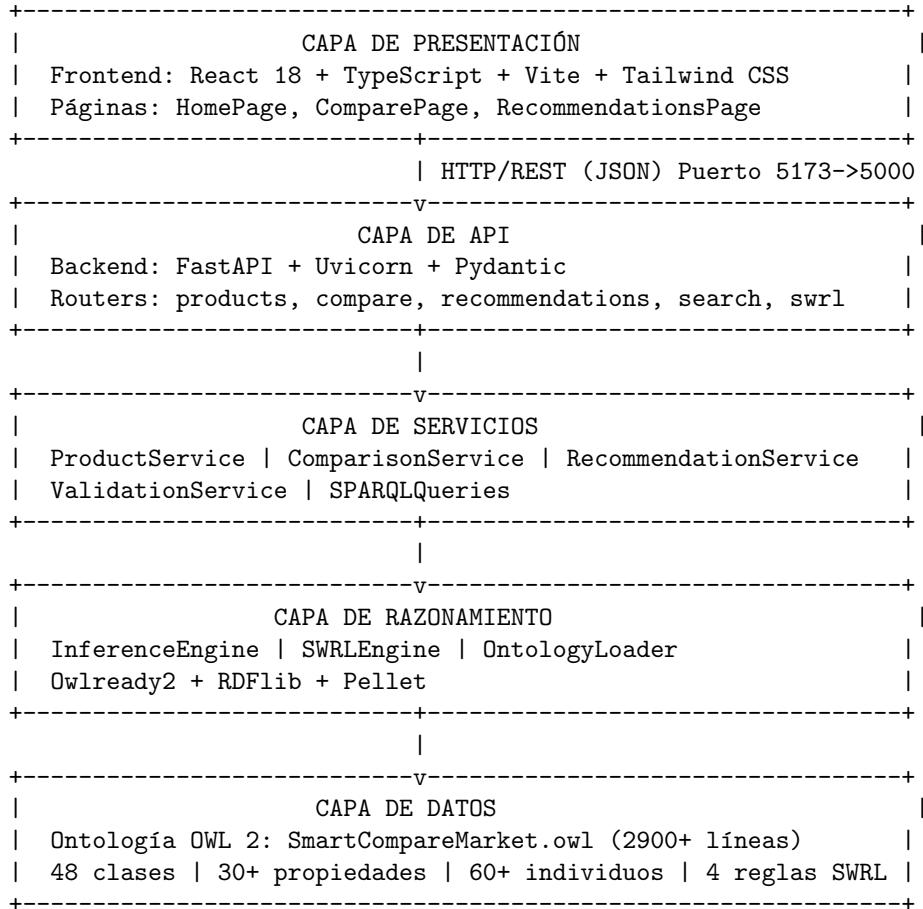 CAPA DE PRESENTACIÓN
Frontend: React 18 + TypeScript + Vite + Tailwind CSS
Páginas: HomePage, ComparePage, RecommendationsPage
HTTP/REST (JSON) Puerto 5173->5000
CAPA DE API
Backend: FastAPI + Uvicorn + Pydantic
Routers: products, compare, recommendations, search, swrl
CAPA DE SERVICIOS
ProductService | ComparisonService | RecommendationService
ValidationService | SPARQLQueries
CAPA DE RAZONAMIENTO
InferenceEngine | SWRLEngine | OntologyLoader
Owlready2 + RDFlib + Pellet
CAPA DE DATOS
Ontología OWL 2: SmartCompareMarket.owl (2900+ líneas)
48 clases | 30+ propiedades | 60+ individuos | 4 reglas SWRL